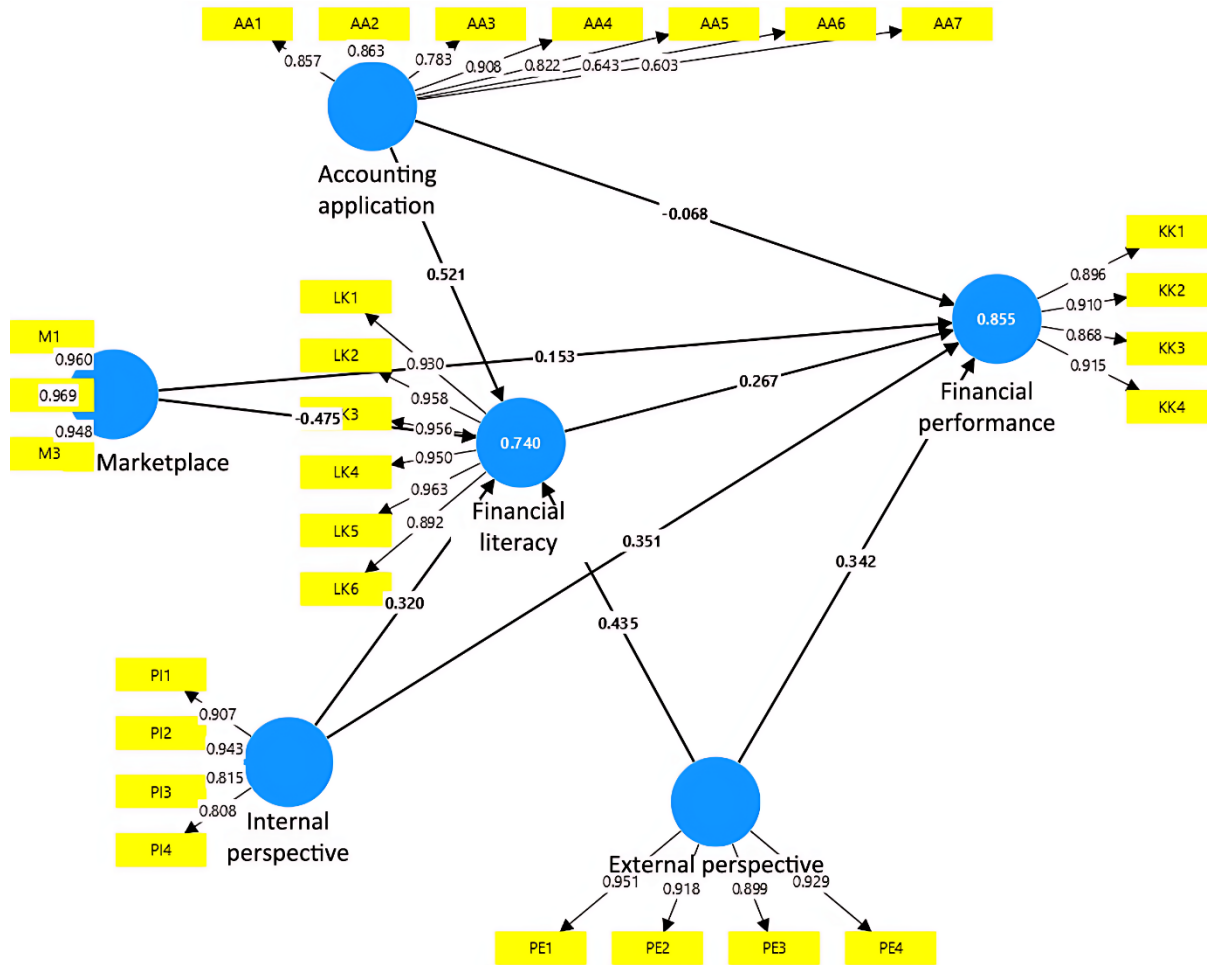 AA1
AA2
AA3
AA4
AA5
AA6
AA7
0.857
0.863
0.783
0.908
0.822
0.643
0.603
Accounting
application
-0.068
0.521
KK1
KK2
KK3
KK4
0.896
0.910
0.868
0.915
0.855
Financial
performance
LK1
LK2
K3
LK4
LK5
LK6
0.930
0.958
0.956
0.950
0.963
0.892
0.740
Financial
literacy
M1
0.960
0.969
0.948
M3
Marketplace
0.153
-0.475
0.267
0.351
0.342
0.320
0.435
PI1
PI2
PI3
PI4
0.907
0.943
0.815
0.808
Internal
perspective
External perspective
0.951
0.918
0.899
0.929
PE1
PE2
PE3
PE4